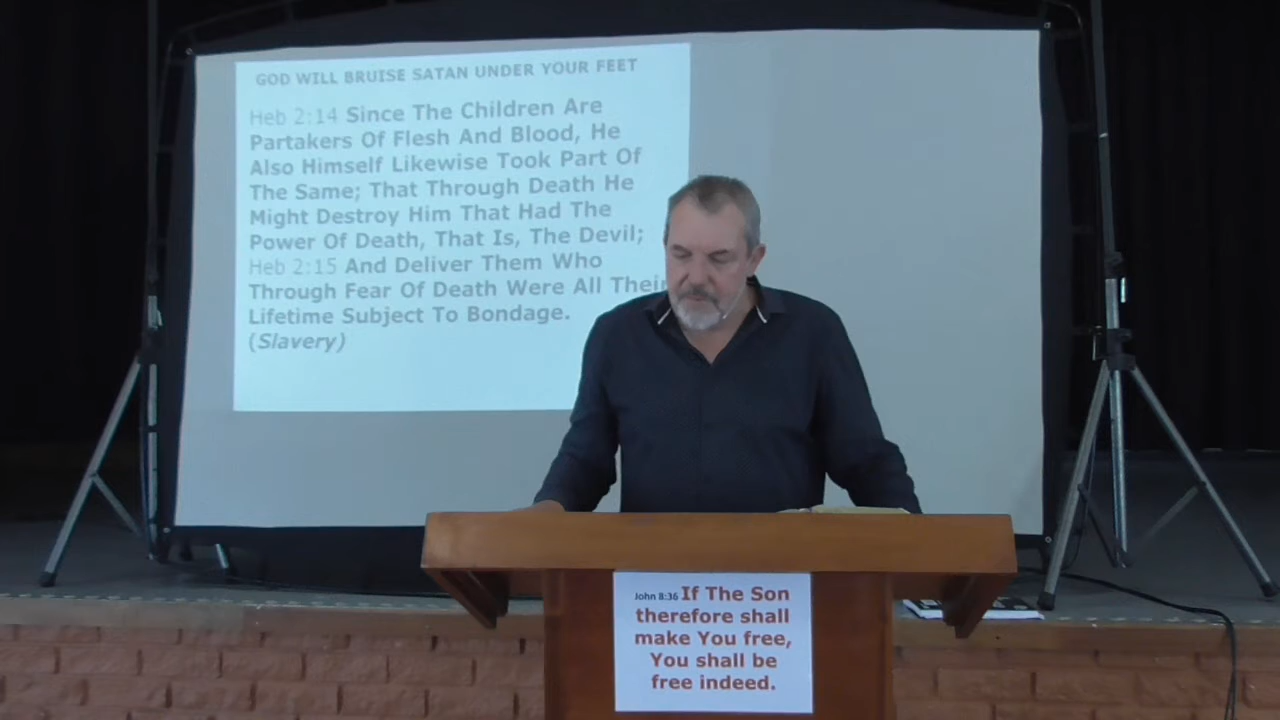 GOD WILL BRUISE SATAN UNDER YOUR FEET
Heb 2:14 Since The Children Are
Partakers Of Flesh And Blood, He
Also Himself Likewise Took Part Of
The Same; That Through Death He
Might Destroy Him That Had The
Power Of Death, That Is, The Devil;
Heb 2:15 And Deliver Them Who
Through Fear Of Death Were All Their
Lifetime Subject To Bondage.
(Slavery)
John 8:36 If The Son
therefore shall
make You free,
You shall be
free indeed.